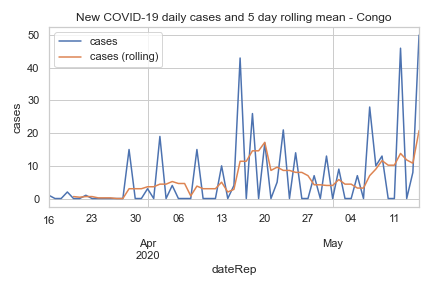 New COVID-19 daily cases and 5 day rolling mean - Congo
cases
cases (rolling)
50
40
30
20
10
0
cases
16 23 30 06 13 20 27 04 11
Apr May
2020
dateRep